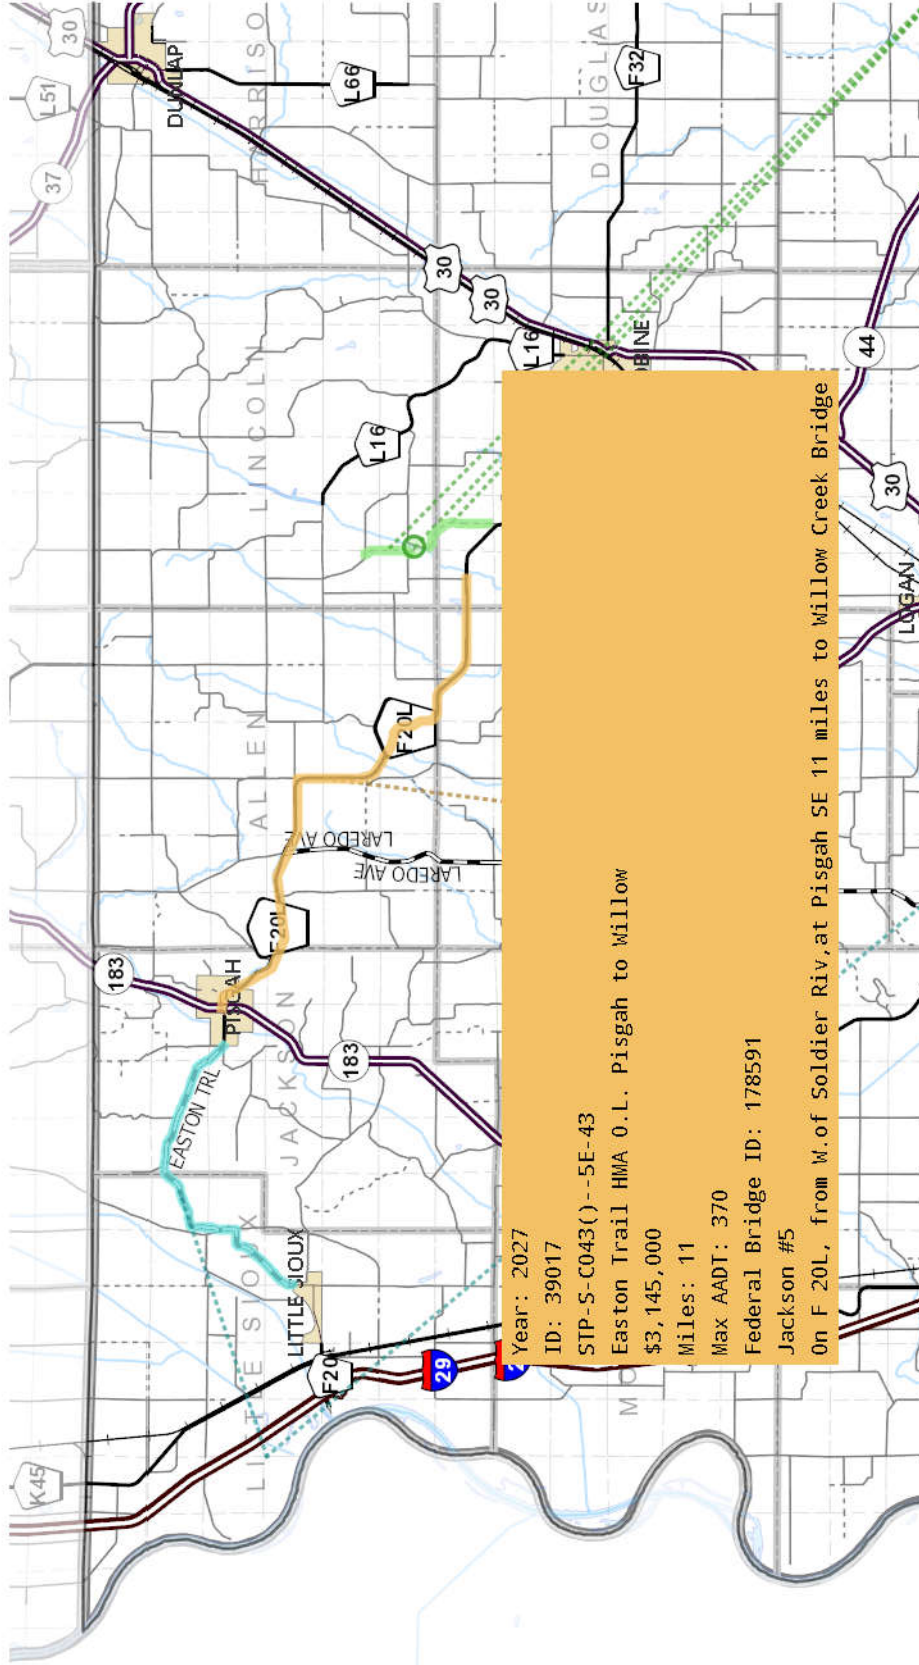 K45
L51
30
37
DUNLAP
L66
HARRISO
183
PISGAH
EASTON TRL
LITTLE SIOUX
LITTLE SIOUX
JACKSON
ALLEN
LINCOLN
DOUGLAS
F32
F20L
F20L
LAREDO AVE
LAREDO AVE
L16
L16
30
30
183
F20
29
44
30
LOGAN
Year: 2027
ID: 39017
STP-S-C043()--5E-43
Easton Trail HMA O.L. Pisgah to Willow
$3,145,000
Miles: 11
Max AADT: 370
Federal Bridge ID: 178591
Jackson #5
On F 20L, from W.of Soldier Riv,at Pisgah SE 11 miles to Willow Creek Bridge